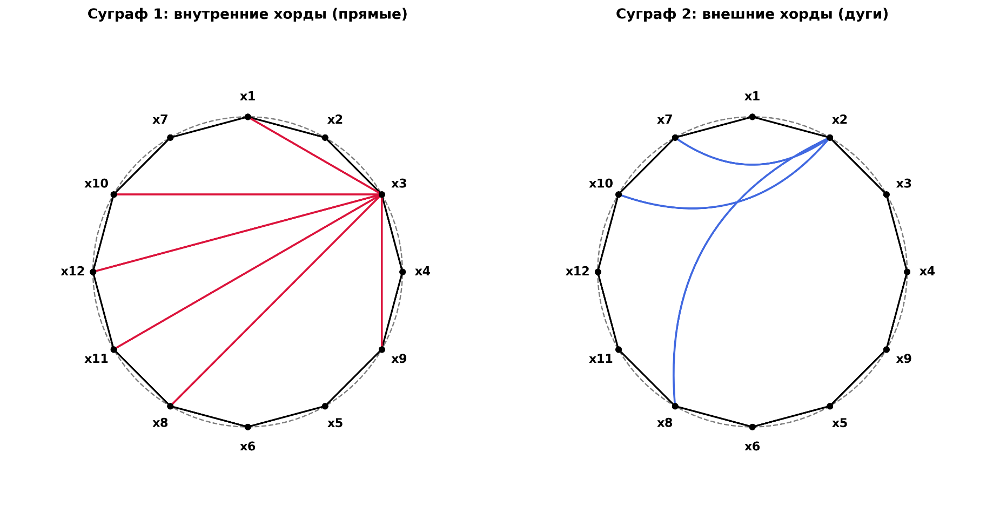 Суграф 1: внутренние хорды (прямые)
x1
x7
x2
x10
x3
x12
x4
x11
x9
x8
x5
x6
Суграф 2: внешние хорды (дуги)
x1
x7
x2
x10
x3
x12
x4
x11
x9
x8
x5
x6